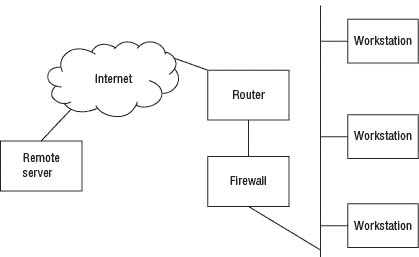 Internet
Router
Remote
server
Firewall
Workstation
Workstation
Workstation